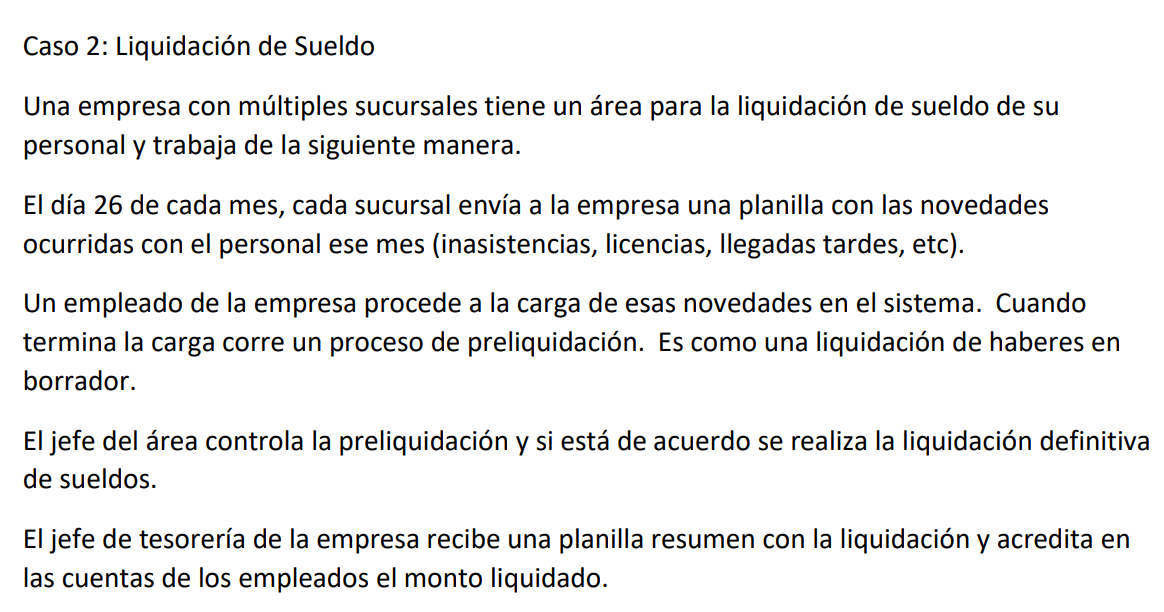 Caso 2: Liquidación de Sueldo
Una empresa con múltiples sucursales tiene un área para la liquidación de sueldo de su
personal y trabaja de la siguiente manera.
El día 26 de cada mes, cada sucursal envía a la empresa una planilla con las novedades
ocurridas con el personal ese mes (inasistencias, licencias, llegadas tardes, etc).
Un empleado de la empresa procede a la carga de esas novedades en el sistema.  Cuando
termina la carga corre un proceso de preliquidación.  Es como una liquidación de haberes en
borrador.
El jefe del área controla la preliquidación y si está de acuerdo se realiza la liquidación definitiva
de sueldos.
El jefe de tesorería de la empresa recibe una planilla resumen con la liquidación y acredita en
las cuentas de los empleados el monto liquidado.